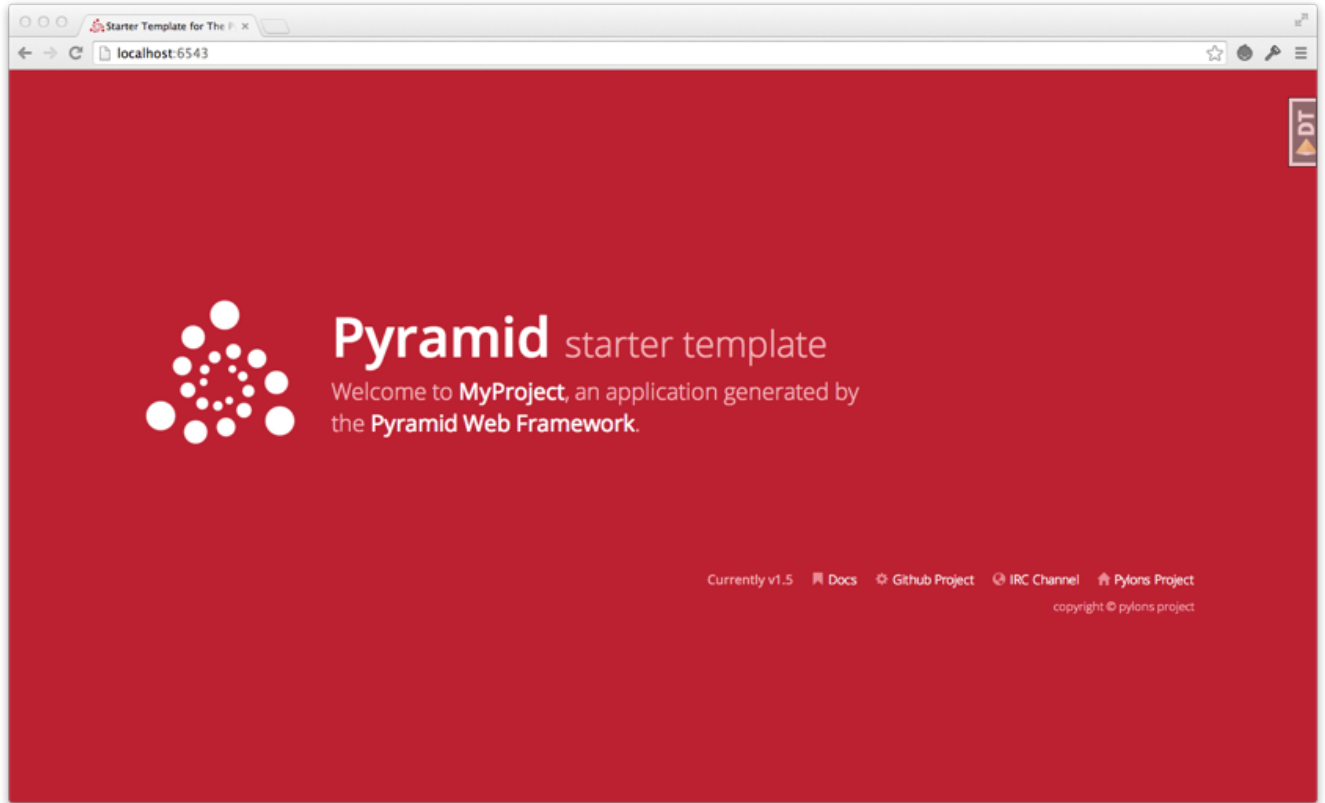 Starter Template for The P
localhost:6543
DT
Pyramid starter template
Welcome to MyProject, an application generated by
the Pyramid Web Framework.
Currently v1.5 Docs Github Project IRC Channel Pylons Project
copyright © pylons project